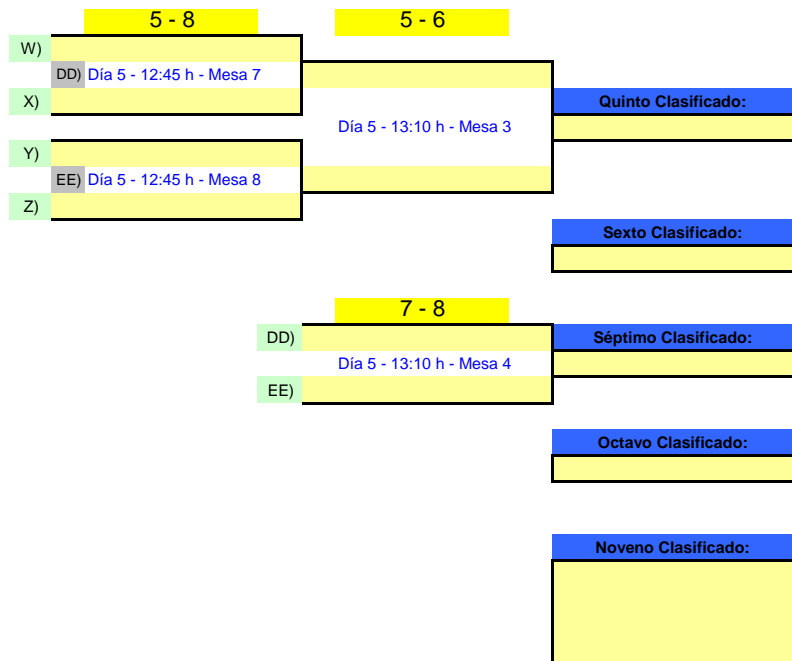 5 - 8
5 - 6
W)
DD) Día 5 - 12:45 h - Mesa 7
X)
Quinto Clasificado:
Día 5 - 13:10 h - Mesa 3
Y)
EE) Día 5 - 12:45 h - Mesa 8
Z)
Sexto Clasificado:
7 - 8
DD)
Séptimo Clasificado:
Día 5 - 13:10 h - Mesa 4
EE)
Octavo Clasificado:
Noveno Clasificado: